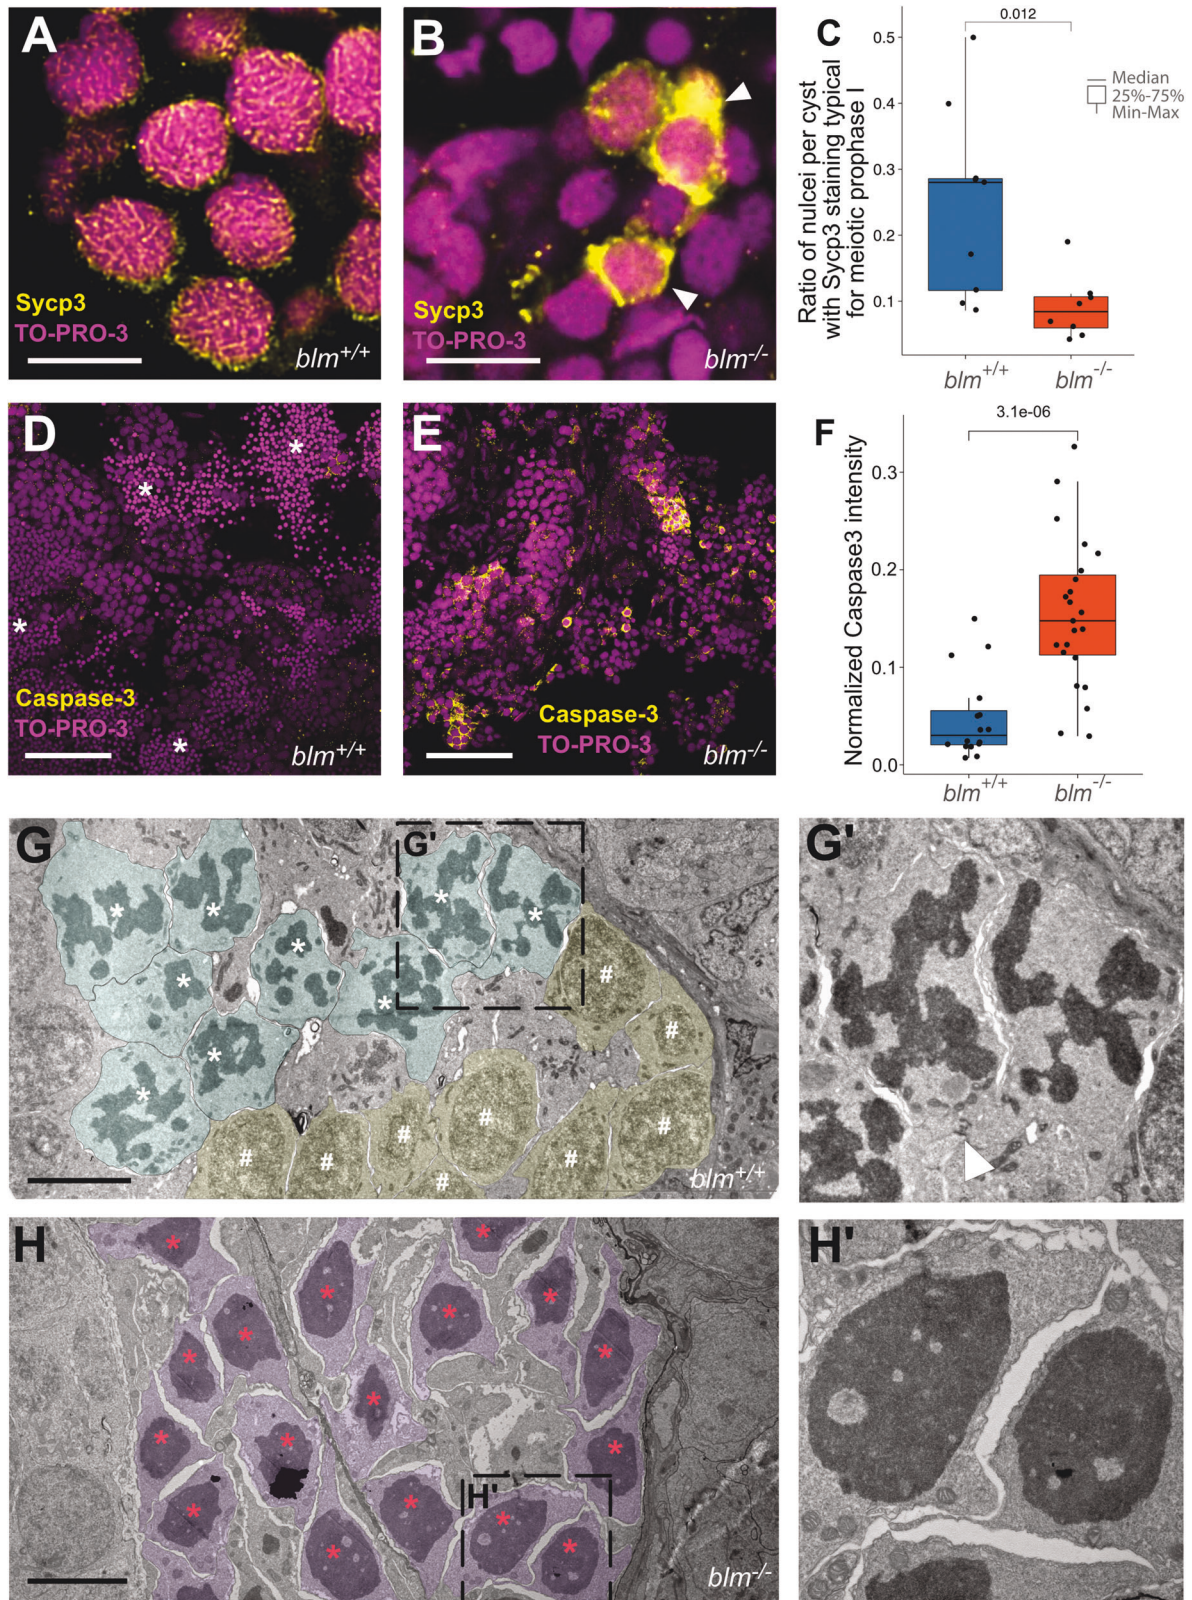 A
Sycp3
TO-PRO-3
blm+/+
B
Sycp3
TO-PRO-3
blm-/-
C
Ratio of nulcei per cyst
with Sycp3 staining typical
for meiotic prophase I
0.5
0.4
0.3
0.2
0.1
0.012
Median
25%-75%
Min-Max
blm+/+
blm-/-
D
*
*
*
*
Caspase-3
TO-PRO-3
blm+/+
E
Caspase-3
TO-PRO-3
blm-/-
F
Normalized Caspase3 intensity
0.3
0.2
0.1
0.0
3.1e-06
blm+/+
blm-/-
G
G'
* * * * * * * * *
# # # # # # # # #
blm+/+
G'
H
* * * * * * * * * * * * * * * *
H'
blm-/-
H'